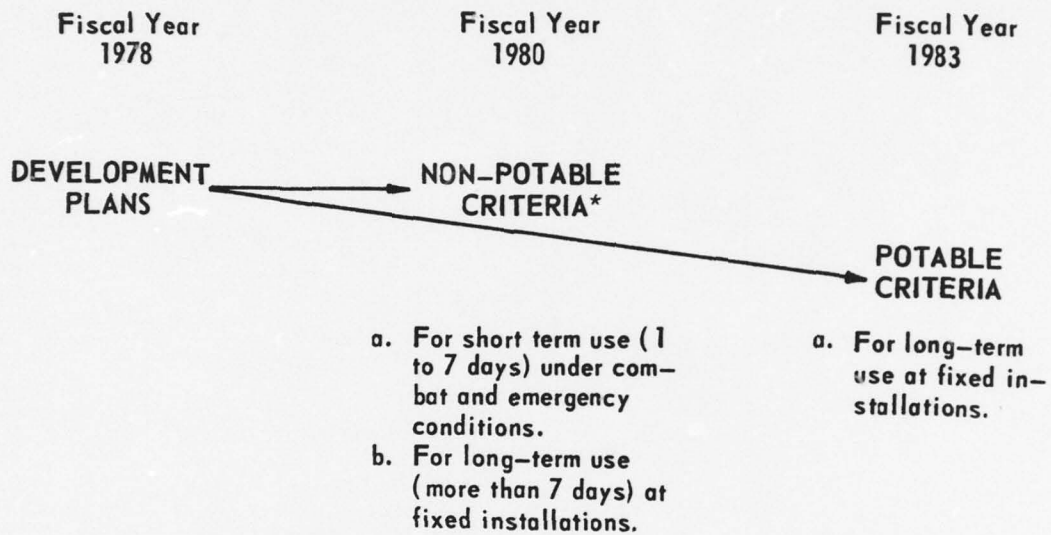 Fiscal Year
1978
Fiscal Year
1980
Fiscal Year
1983
DEVELOPMENT
PLANS
NON-POTABLE
CRITERIA*
POTABLE
CRITERIA
a. For short term use (1
to 7 days) under com-
bat and emergency
conditions.
b. For long-term use
(more than 7 days) at
fixed installations.
a. For long-term
use at fixed in-
stallations.